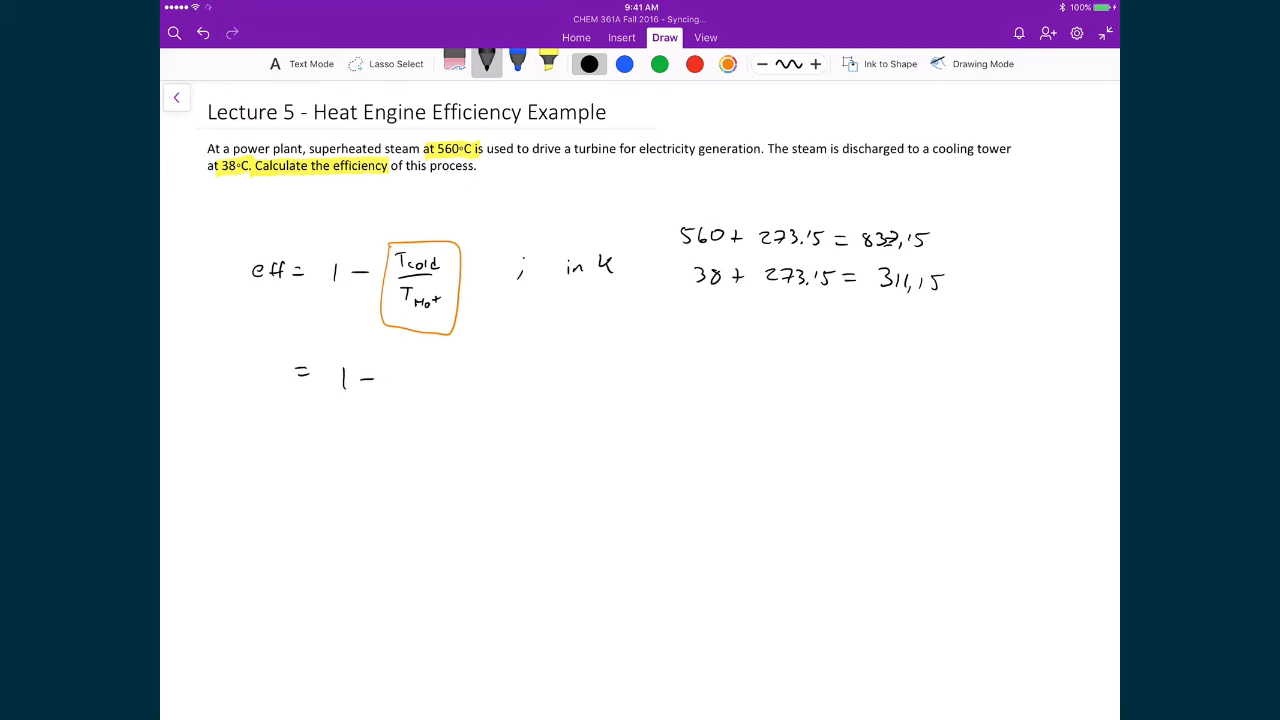 9:41 AM
100%
CHEM 361A Fall 2016 - Syncing...
Home Insert Draw View
A Text Mode Lasso Select Ink to Shape Drawing Mode
Lecture 5 - Heat Engine Efficiency Example
At a power plant, superheated steam at 560°C is used to drive a turbine for electricity generation. The steam is discharged to a cooling tower
at 38°C. Calculate the efficiency of this process.
560 + 273.15 = 833.15
38 + 273.15 = 311.15
eff = 1 - Tcold / THot ; in K
= 1 -